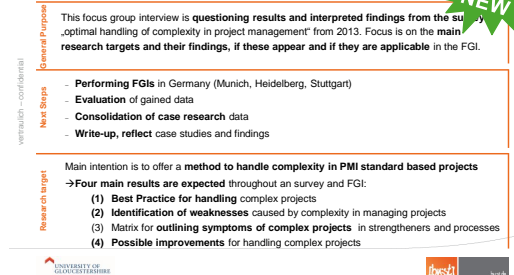 NEW
General Purpose
This focus group interview is questioning results and interpreted findings from the survey
„optimal handling of complexity in project management“ from 2013. Focus is on the main
research targets and their findings, if these appear and if they are applicable in the FGI.
vertraulich – confidential
Next Steps
- Performing FGIs in Germany (Munich, Heidelberg, Stuttgart)
- Evaluation of gained data
- Consolidation of case research data
- Write-up, reflect case studies and findings
Research target
Main intention is to offer a method to handle complexity in PMI standard based projects
→Four main results are expected throughout an survey and FGI:
(1) Best Practice for handling complex projects
(2) Identification of weaknesses caused by complexity in managing projects
(3) Matrix for outlining symptoms of complex projects in strengtheners and processes
(4) Possible improvements for handling complex projects
UNIVERSITY OF
GLOUCESTERSHIRE